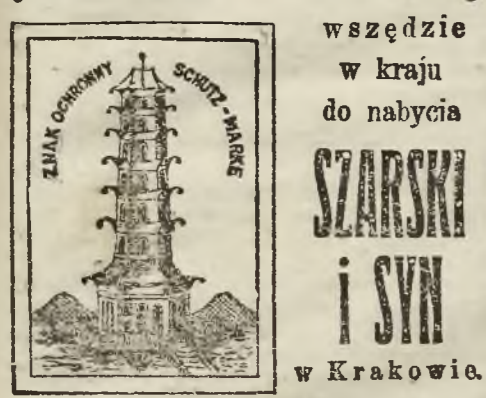 ZNAK OCHRONNY
SCHUTZ-MARKE
wszędzie
w kraju
do nabycia
SZARSKI
i SYN
w Krakowie.